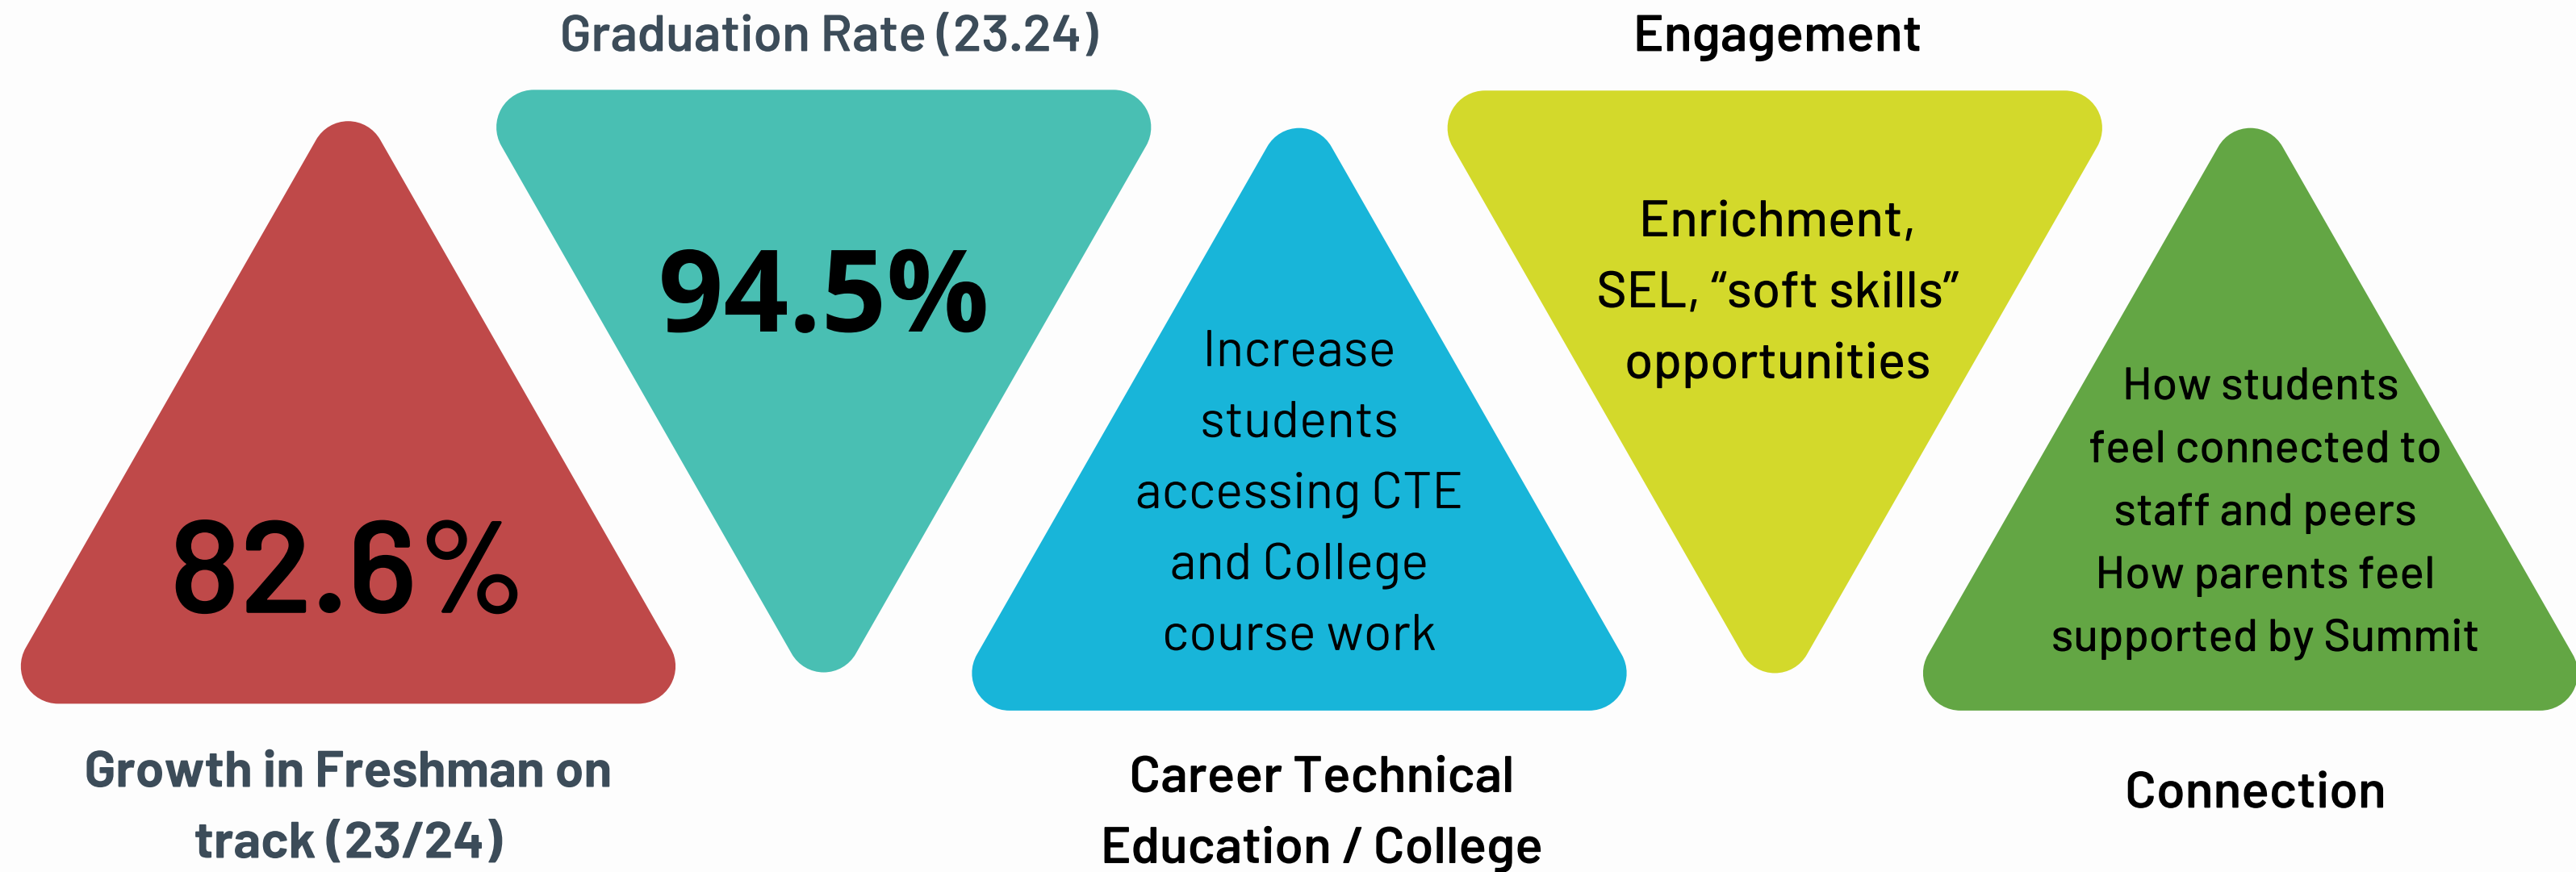 82.6%
Growth in Freshman on
track (23/24)
Graduation Rate (23.24)
94.5%
Increase
students
accessing CTE
and College
course work
Career Technical
Education / College
Engagement
Enrichment,
SEL, “soft skills”
opportunities
How students
feel connected to
staff and peers
How parents feel
supported by Summit
Connection